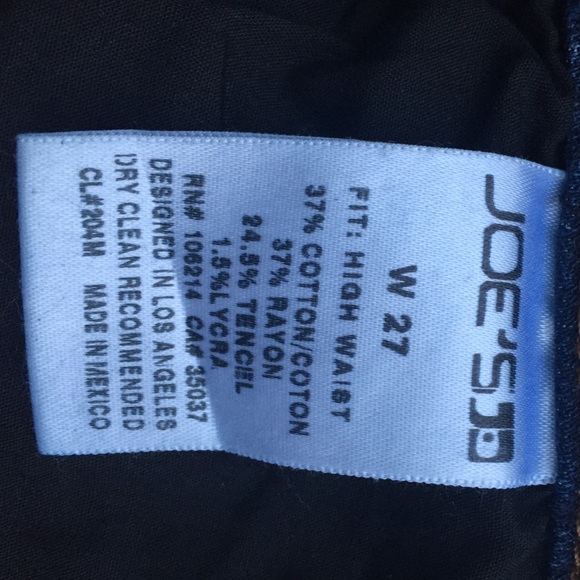 JOE'S
W 27
FIT: HIGH WAIST
37% COTTON/COTON
37% RAYON
24.5% TENCEL
1.5% LYCRA
RN# 106214 CA# 35037
DESIGNED IN LOS ANGELES
DRY CLEAN RECOMMENDED
CL#204M MADE IN MEXICO